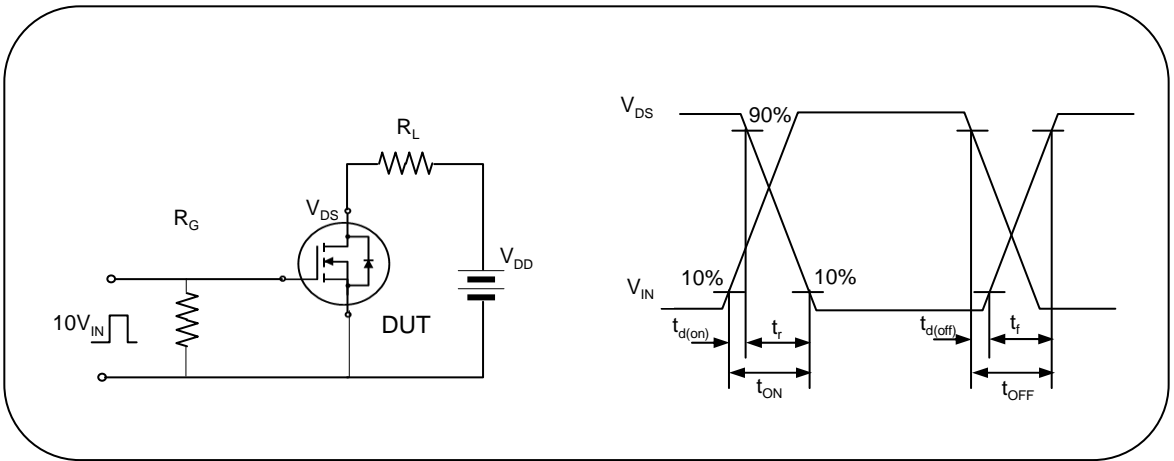 R_L
R_G
V_DS
V_DD
10V_IN
DUT
V_DS
90%
10%
10%
V_IN
t_d(on)
t_r
t_d(off)
t_f
t_ON
t_OFF